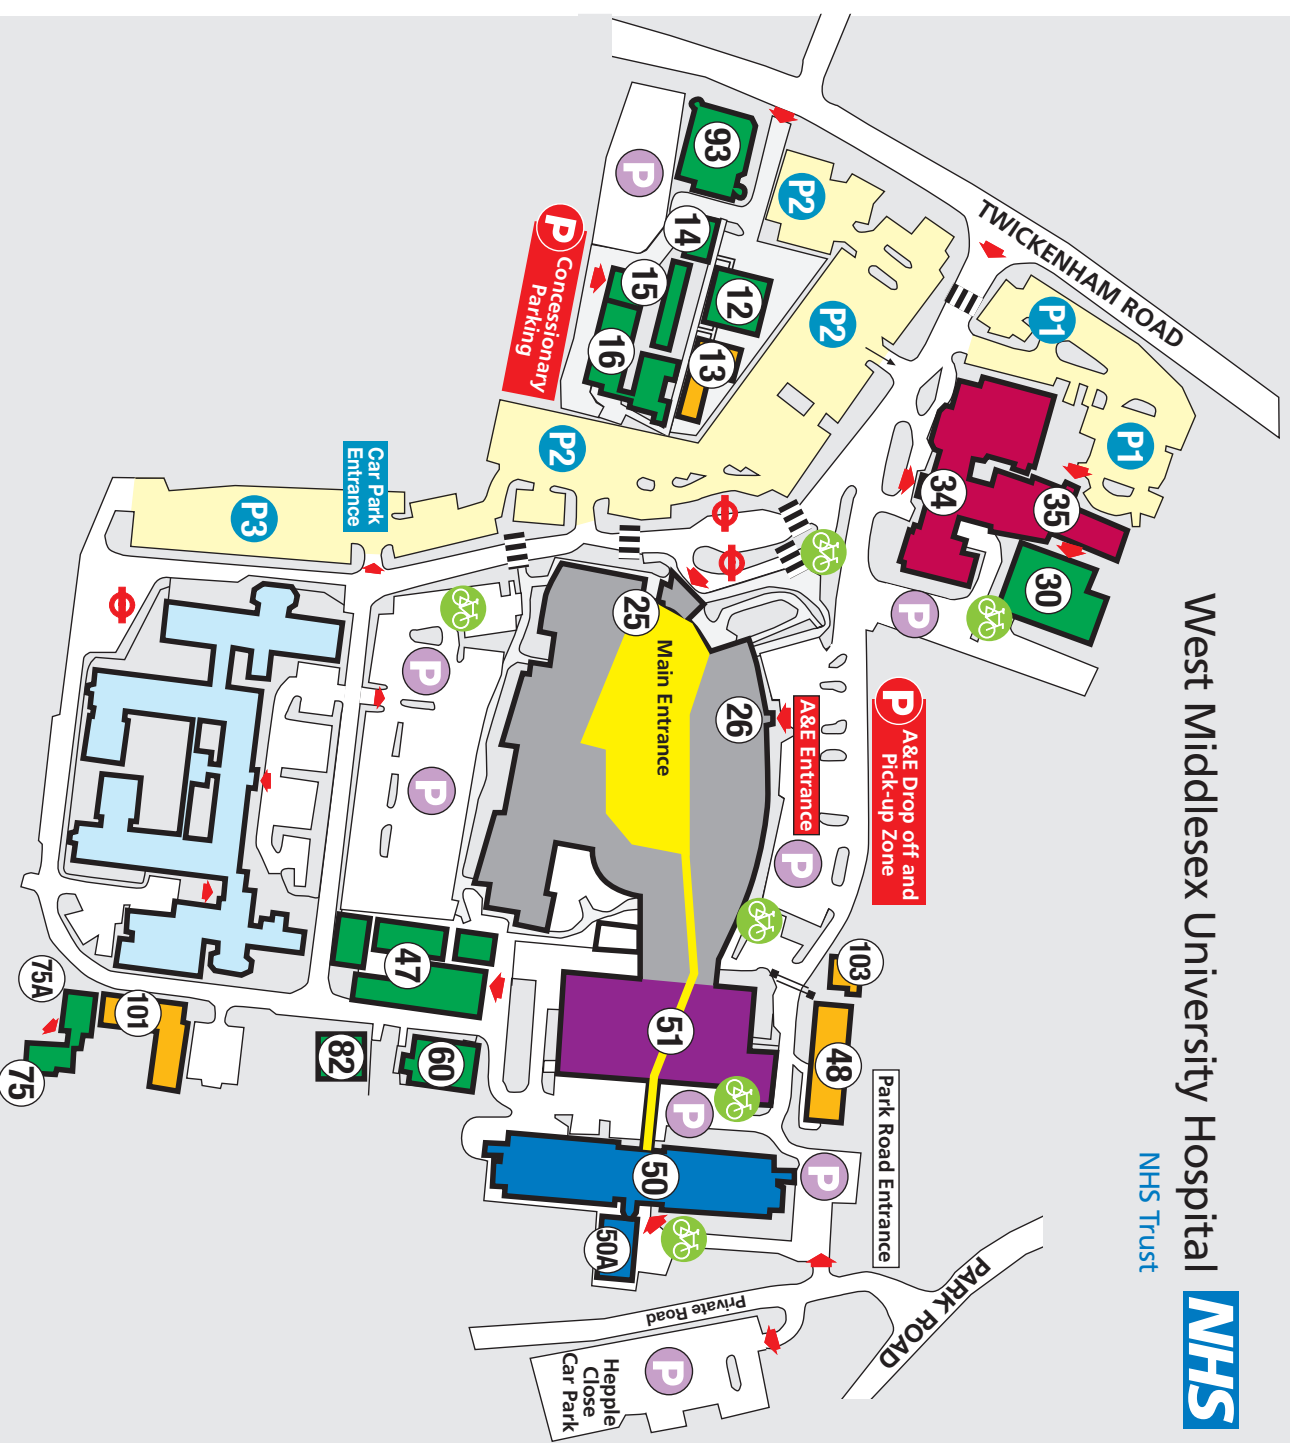 West Middlesex University Hospital
NHS
NHS Trust
TWICKENHAM ROAD
P1
P1
P2
P2
P2
P3
93
P
14
15
12
16
13
P Concessionary
Parking
Car Park
Entrance
34
35
30
P
25
Main Entrance
26
A&E Entrance
P A&E Drop off and
Pick-up Zone
P
P
P
103
48
51
47
82
60
101
75A
75
P
P
50
50A
Park Road Entrance
PARK ROAD
Private Road
P
Hepple
Close
Car Park